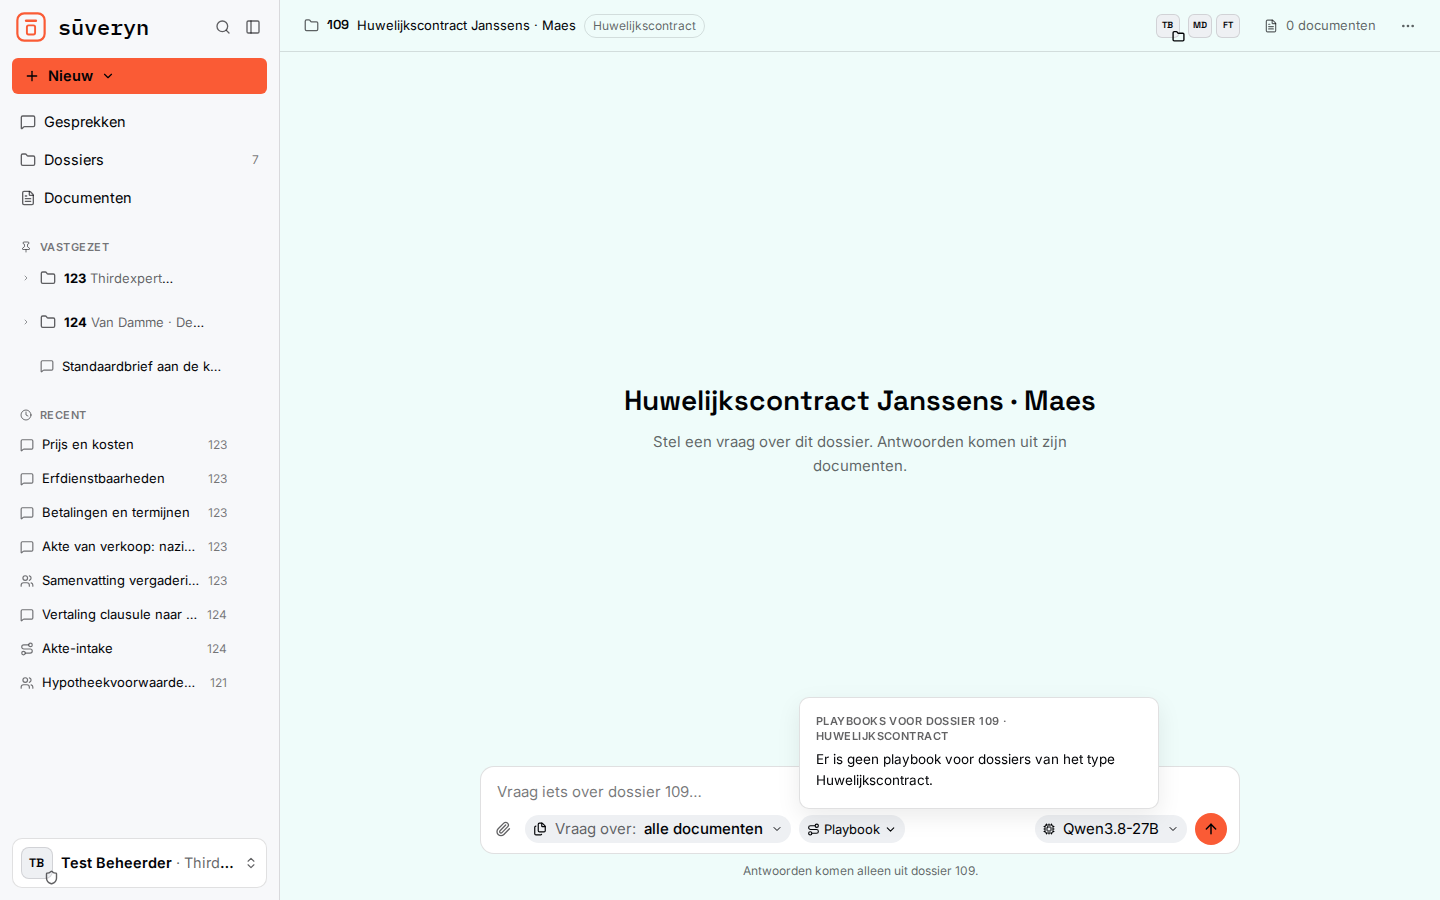 sūveryn
Nieuw
Gesprekken
Dossiers 7
Documenten
VASTGEZET
123 Thirdexpert...
124 Van Damme · De...
Standaardbrief aan de k...
RECENT
Prijs en kosten 123
Erfdienstbaarheden 123
Betalingen en termijnen 123
Akte van verkoop: nazi... 123
Samenvatting vergaderi... 123
Vertaling clausule naar ... 124
Akte-intake 124
Hypotheekvoorwaarde... 121
TB Test Beheerder · Third...
109 Huwelijkscontract Janssens · Maes Huwelijkscontract
TB MD FT 0 documenten
Huwelijkscontract Janssens · Maes
Stel een vraag over dit dossier. Antwoorden komen uit zijn
documenten.
PLAYBOOKS VOOR DOSSIER 109 ·
HUWELIJKSCONTRACT
Er is geen playbook voor dossiers van het type
Huwelijkscontract.
Vraag iets over dossier 109...
Vraag over: alle documenten Playbook Qwen3.8-27B
Antwoorden komen alleen uit dossier 109.